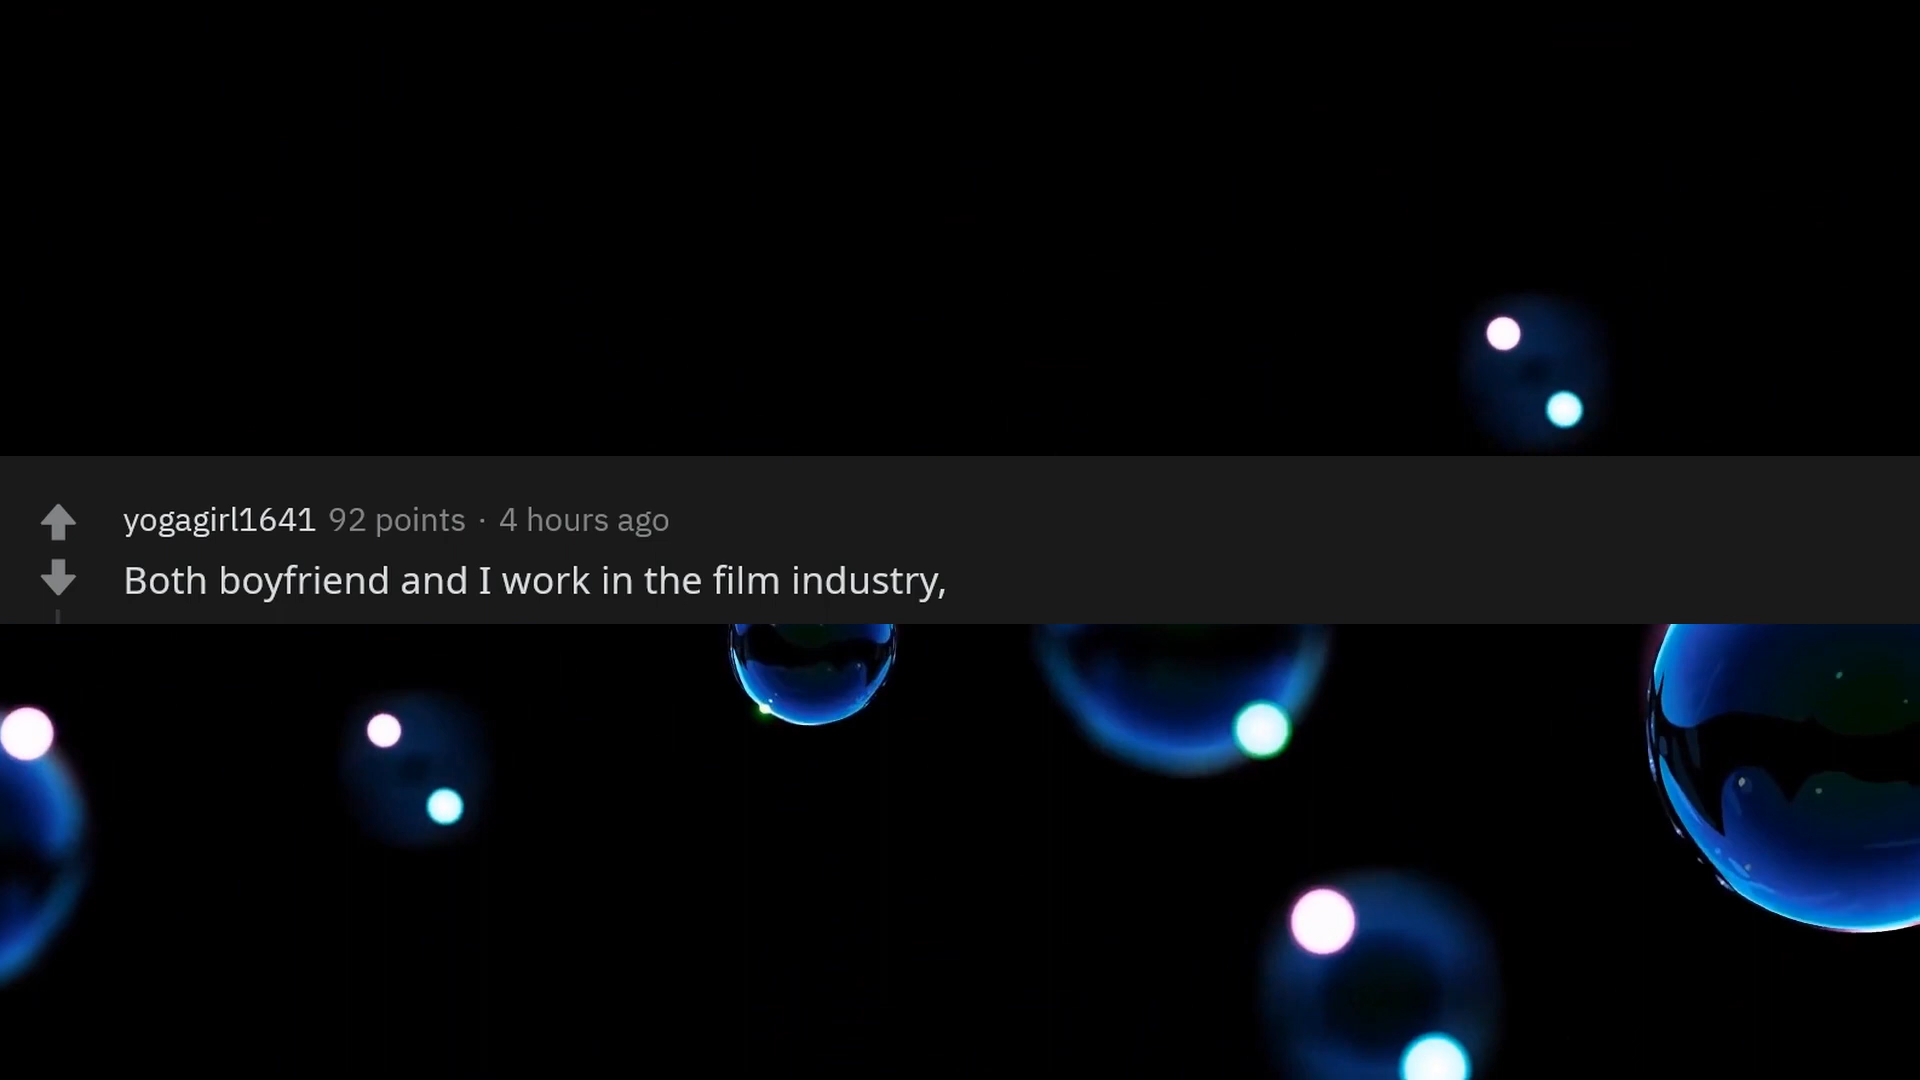 yogagirl1641 92 points · 4 hours ago
Both boyfriend and I work in the film industry,